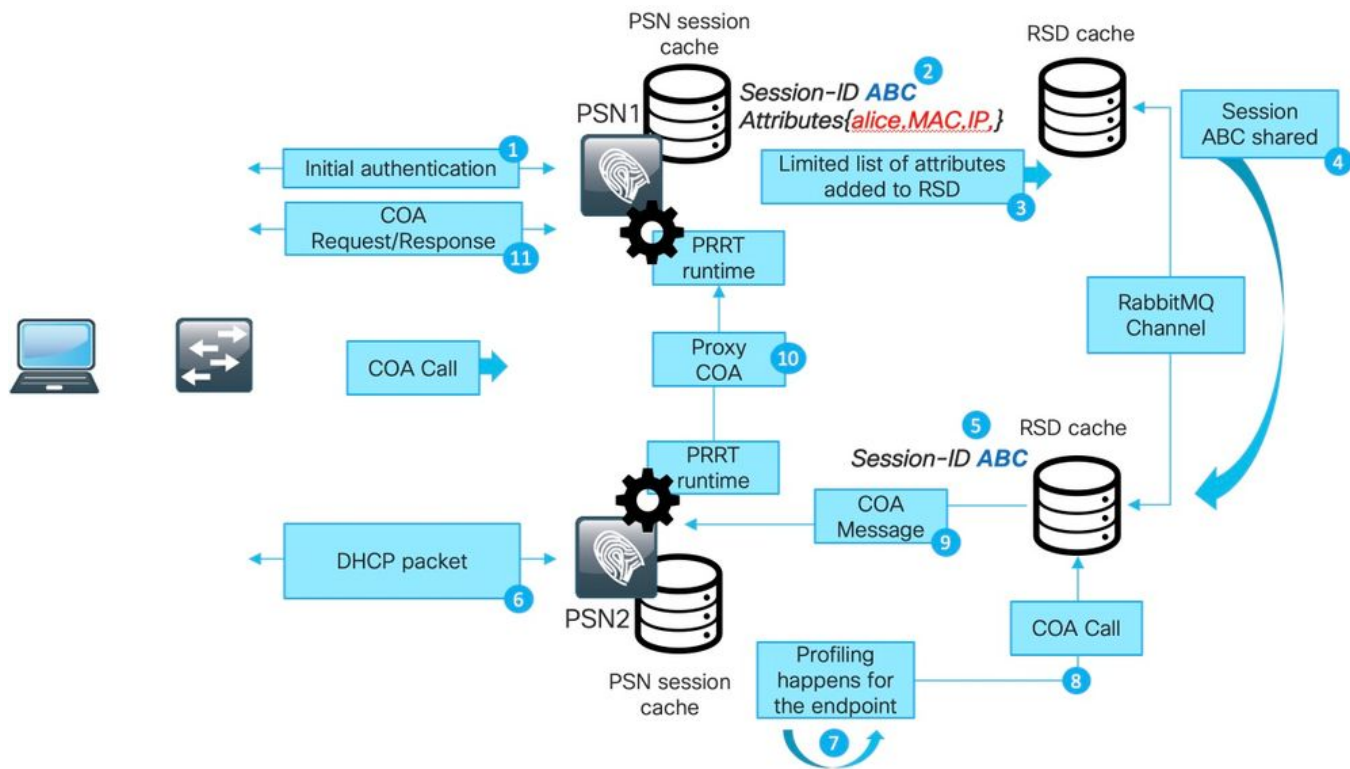 PSN session
cache
RSD cache
2
Session-ID ABC
Attributes{alice,MAC,IP,}
PSN1
Session
ABC shared
4
1
Initial authentication
Limited list of attributes
added to RSD
3
COA
Request/Response
11
PRRT
runtime
RabbitMQ
Channel
COA Call
Proxy
COA
10
5
RSD cache
Session-ID ABC
PRRT
runtime
COA
Message
9
DHCP packet
6
PSN2
COA Call
8
PSN session
cache
Profiling
happens for
the endpoint
7